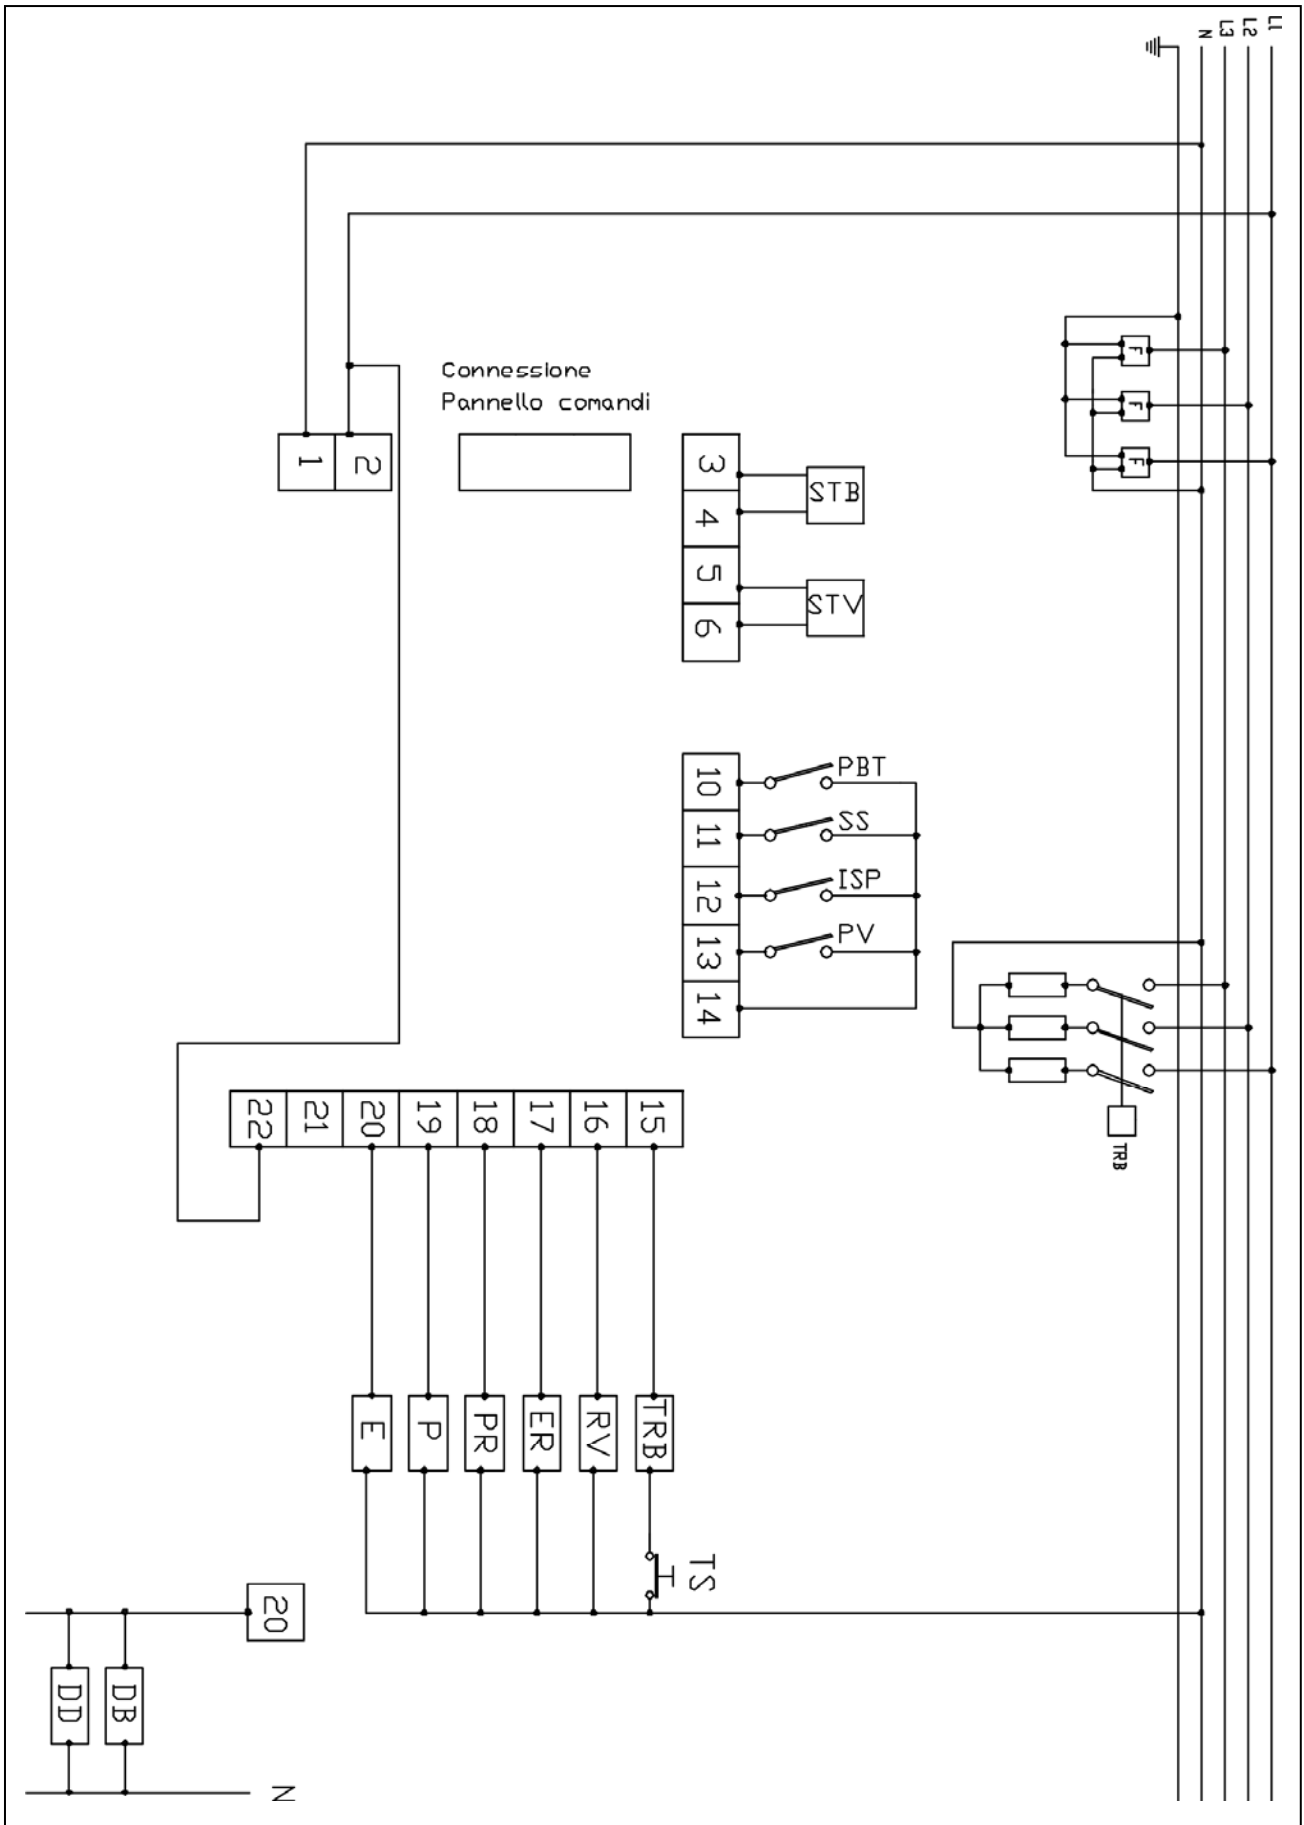 N L3 L2 L1
F
F
F
Connessione
Pannello comandi
1 2
3
4
5
6
STB
STV
10
11
12
13
14
PBT
SS
ISP
PV
TRB
22 21 20 19 18 17 16 15
E P PR ER RV TRB
TS
20
DD DB
N